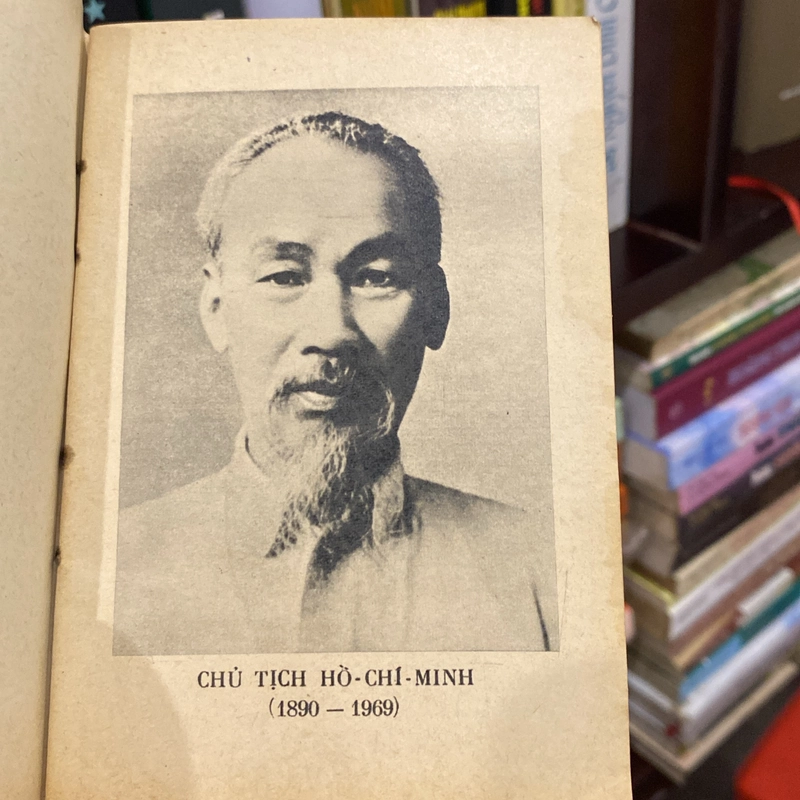 CHỦ TỊCH HỒ-CHÍ-MINH
(1890 — 1969)